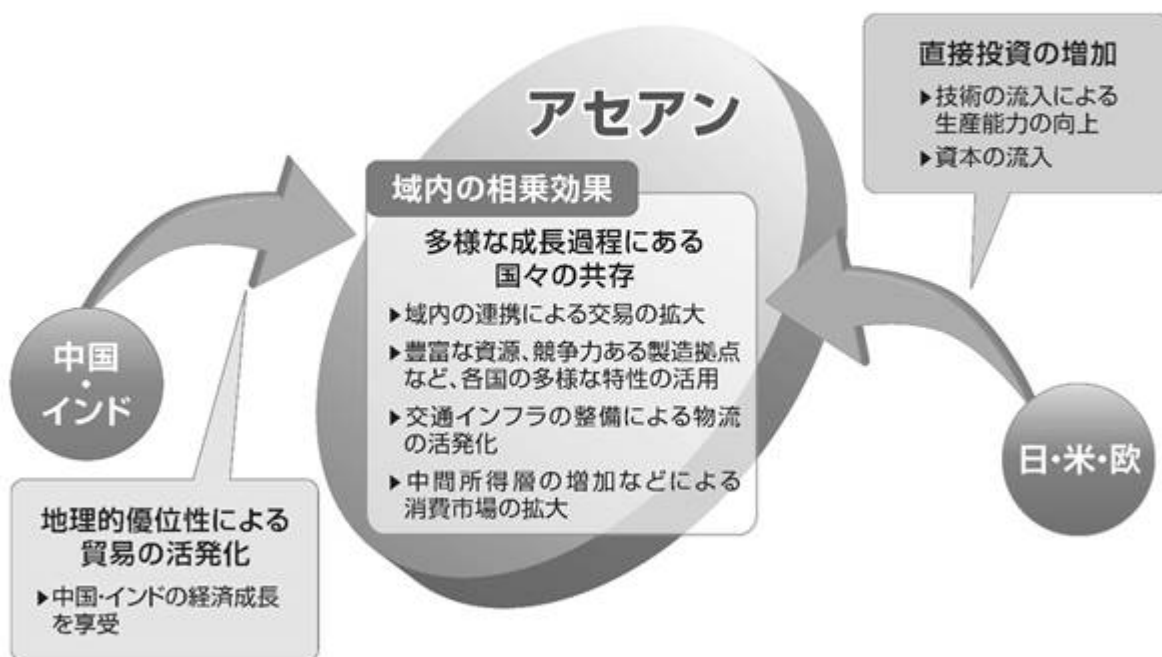 アセアン
域内の相乗効果
多様な成長過程にある
国々の共存
▶域内の連携による交易の拡大
▶豊富な資源、競争力ある製造拠点
など、各国の多様な特性の活用
▶交通インフラの整備による物流
の活発化
▶中間所得層の増加などによる
消費市場の拡大
中国
・
インド
地理的優位性による
貿易の活発化
▶中国・インドの経済成長
を享受
直接投資の増加
▶技術の流入による
生産能力の向上
▶資本の流入
日・米・欧